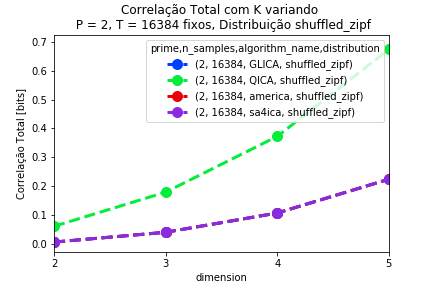 Correlação Total com K variando
P = 2, T = 16384 fixos, Distribuição shuffled_zipf
prime,n_samples,algorithm_name,distribution
(2, 16384, GLICA, shuffled_zipf)
(2, 16384, QICA, shuffled_zipf)
(2, 16384, america, shuffled_zipf)
(2, 16384, sa4ica, shuffled_zipf)
Correlação Total [bits]
0.7
0.6
0.5
0.4
0.3
0.2
0.1
0.0
2 3 4 5
dimension